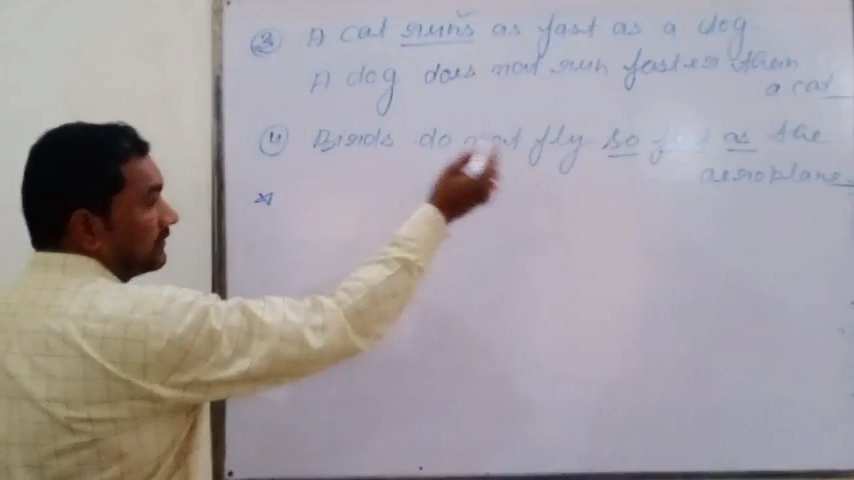 (3) A cat runs as fast as a dog
A dog does not run faster than
a cat
(4) Birds do not fly so as the
aeroplane